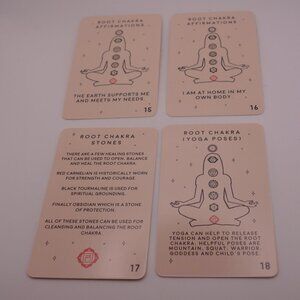 ROOT CHAKRA
AFFIRMATIONS
THE EARTH SUPPORTS ME
AND MEETS MY NEEDS
15
ROOT CHAKRA
AFFIRMATIONS
I AM AT HOME IN MY
OWN BODY
16
ROOT CHAKRA
STONES
THERE ARE A FEW HEALING STONES
THAT CAN BE USED TO OPEN, BALANCE
AND HEAL THE ROOT CHAKRA.
RED CARNELIAN IS HISTORICALLY WORN
FOR STRENGTH AND COURAGE.
BLACK TOURMALINE IS USED FOR
SPIRITUAL GROUNDING.
FINALLY OBSIDIAN WHICH IS A STONE
OF PROTECTION.
ALL OF THESE STONES CAN BE USED FOR
CLEANSING AND BALANCING THE ROOT
CHAKRA.
17
ROOT CHAKRA
(YOGA POSES)
YOGA CAN HELP TO RELEASE
TENSION AND OPEN THE ROOT
CHAKRA. HELPFUL POSES ARE
MOUNTAIN, SQUAT, WARRIOR,
GODDESS AND CHILD'S POSE.
18